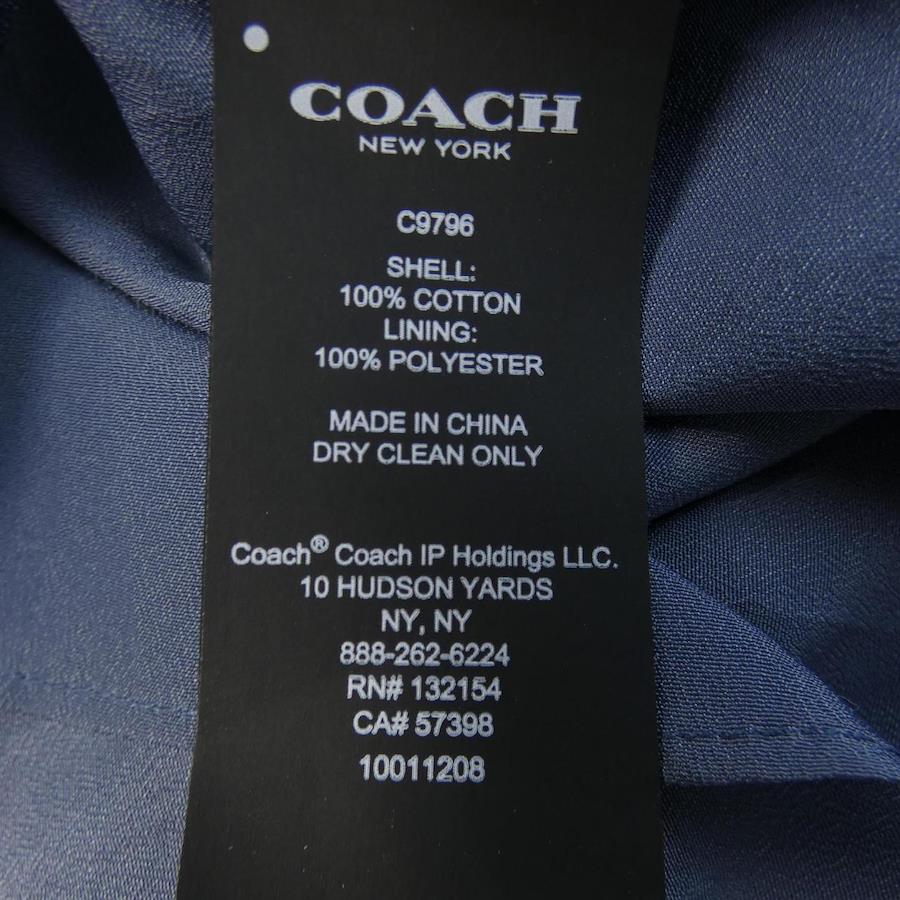 COACH
NEW YORK
C9796
SHELL:
100% COTTON
LINING:
100% POLYESTER
MADE IN CHINA
DRY CLEAN ONLY
Coach® Coach IP Holdings LLC.
10 HUDSON YARDS
NY, NY
888-262-6224
RN# 132154
CA# 57398
10011208